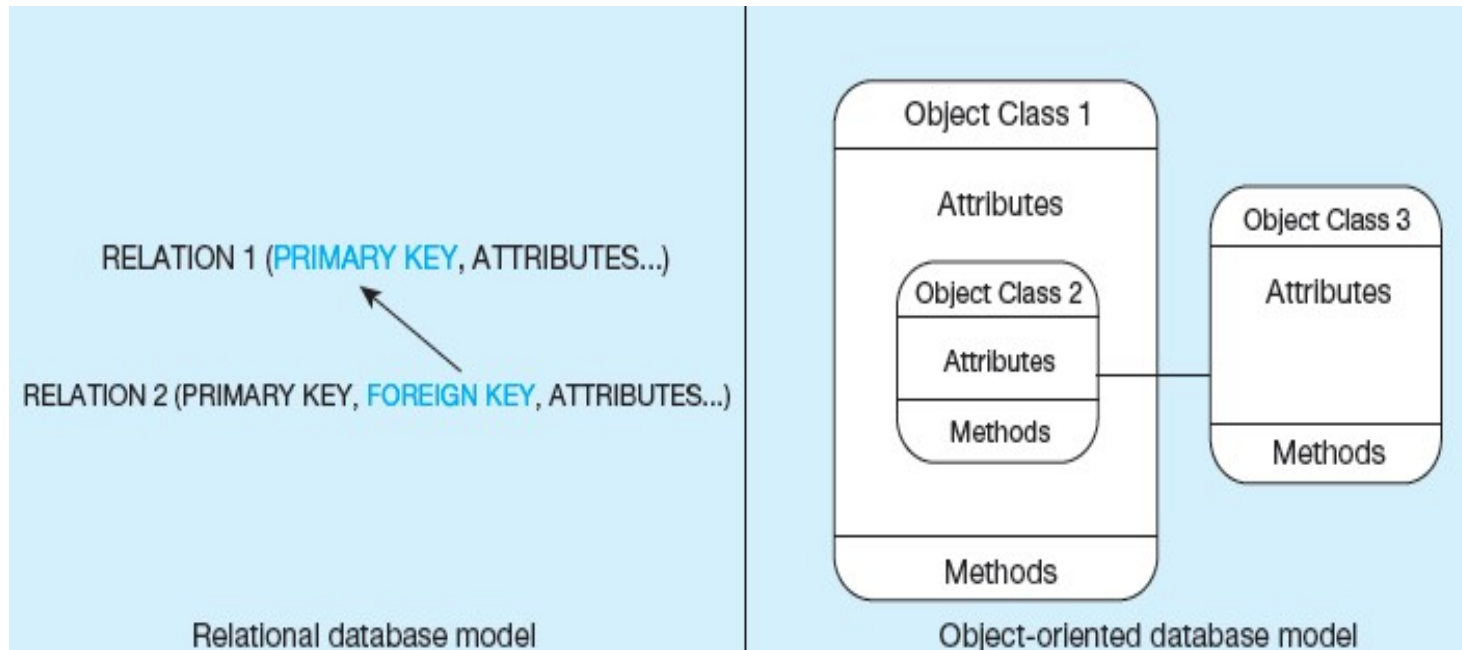 RELATION 1 (PRIMARY KEY, ATTRIBUTES...)
RELATION 2 (PRIMARY KEY, FOREIGN KEY, ATTRIBUTES...)
Relational database model
Object Class 1
Attributes
Object Class 2
Attributes
Methods
Methods
Object Class 3
Attributes
Methods
Object-oriented database model